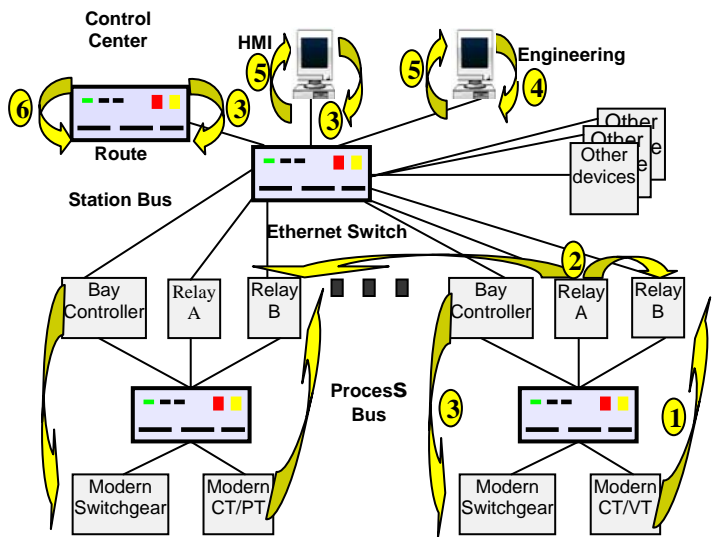 Control
Center
HMI
Engineering
5
5
4
6
3
3
Route
Other
Other
Other
devices
Station Bus
Ethernet Switch
2
Bay
Controller
Relay
A
Relay
B
Bay
Controller
Relay
A
Relay
B
ProcesS
Bus
3
1
Modern
Switchgear
Modern
CT/PT
Modern
Switchgear
Modern
CT/VT